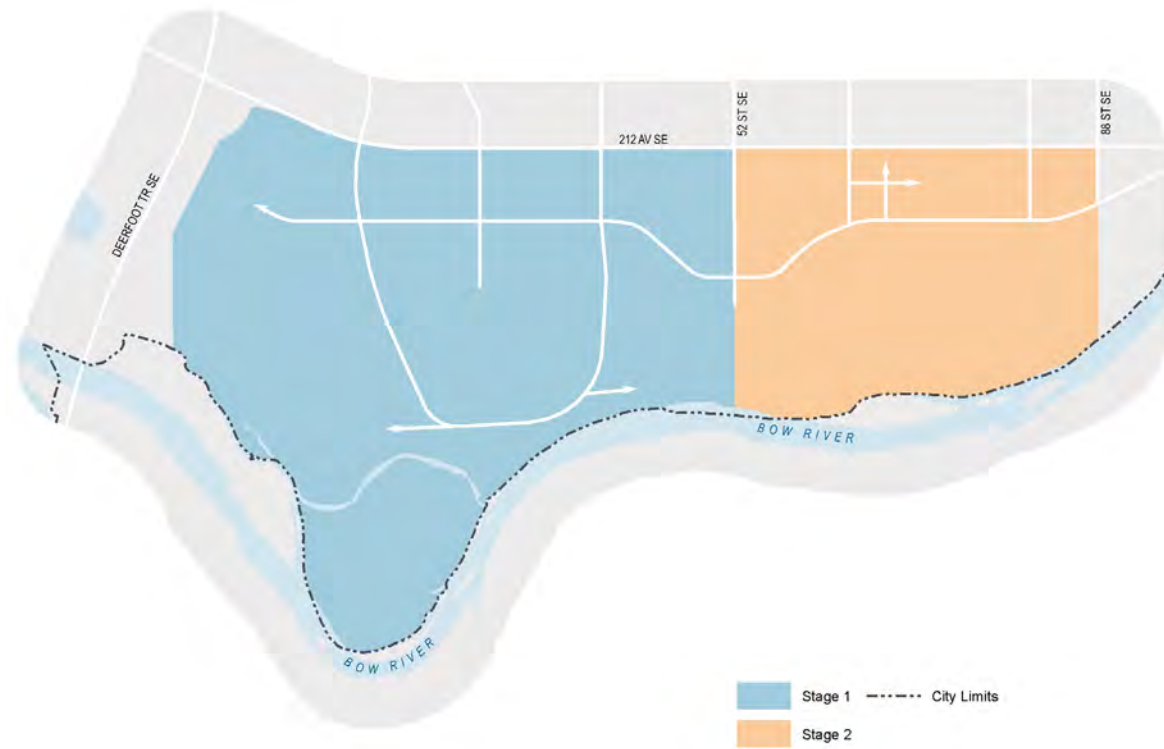 52 ST SE
88 ST SE
212 AV SE
DEERFOOT TR SE
BOW RIVER
BOW RIVER
Stage 1
City Limits
Stage 2